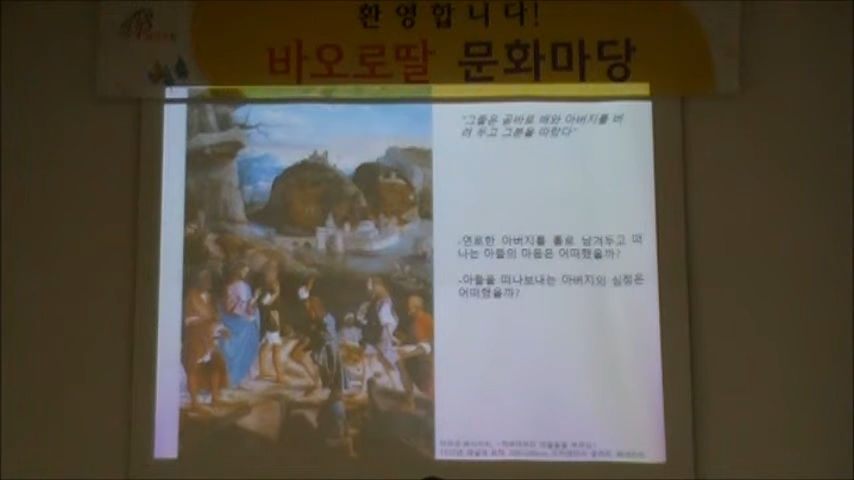 환영합니다!
바오로딸 문화마당
"그들은 곧바로 배와 아버지를 버
려 두고 그분을 따랐다"
-연로한 아버지를 홀로 남겨두고 떠
나는 아들의 마음은 어떠했을까?
-아들을 떠나보내는 아버지의 심정은
어떠했을까?